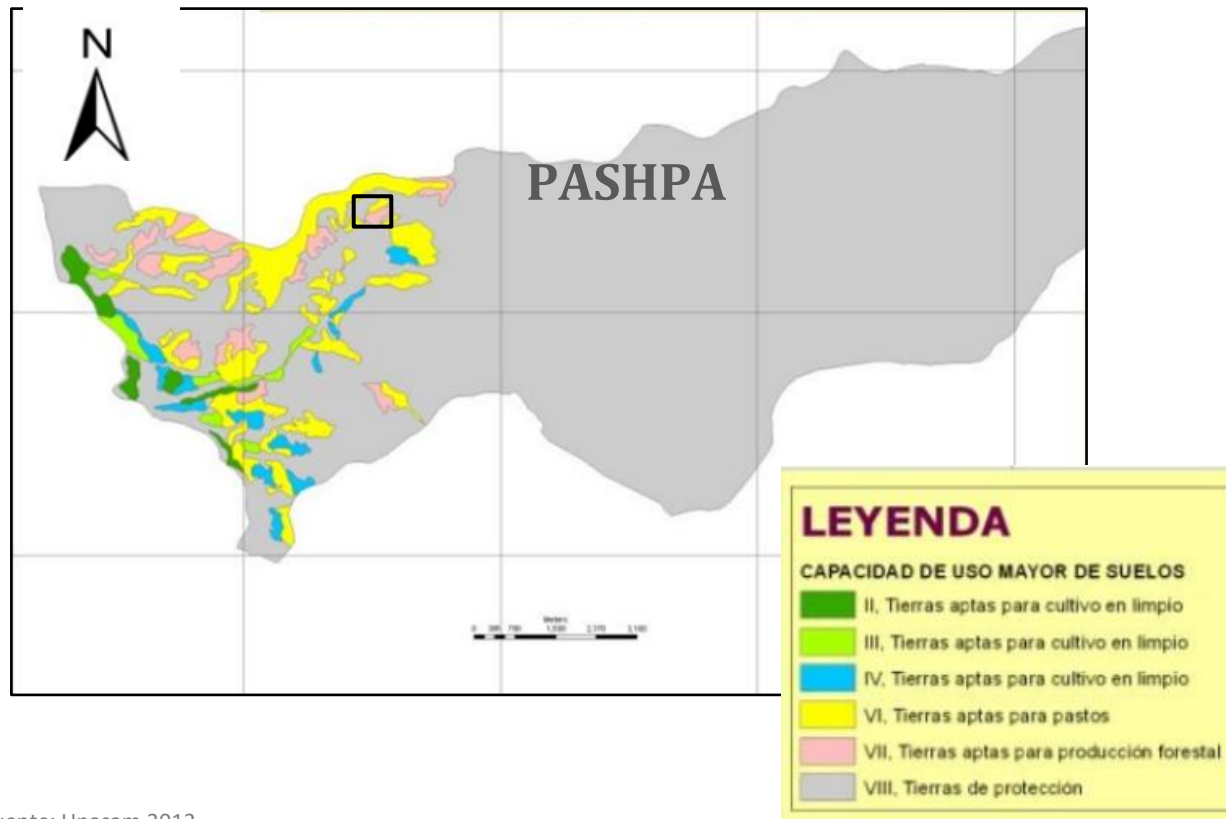 N
PASHPA
Meters
LEYENDA
CAPACIDAD DE USO MAYOR DE SUELOS
II, Tierras aptas para cultivo en limpio
III, Tierras aptas para cultivo en limpio
IV, Tierras aptas para cultivo en limpio
VI, Tierras aptas para pastos
VII, Tierras aptas para producción forestal
VIII, Tierras de protección